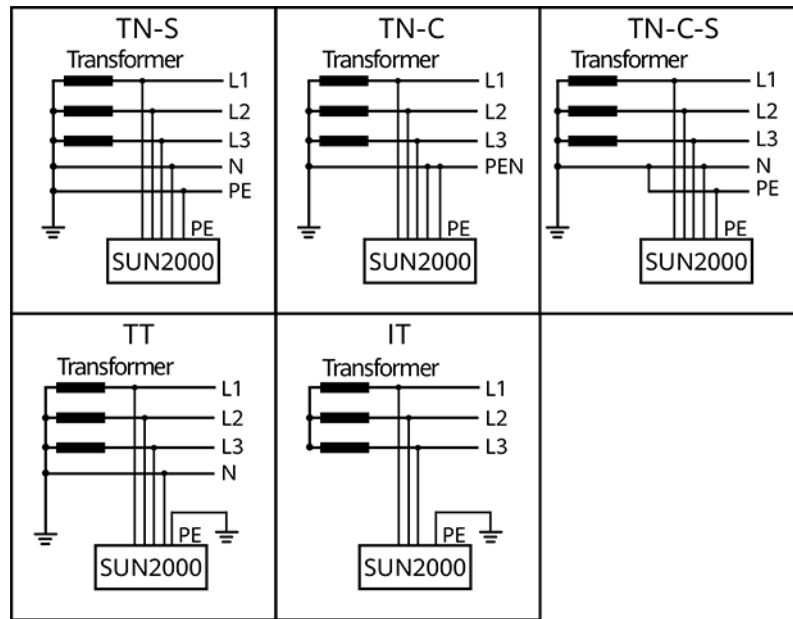 TN-S
Transformer
L1
L2
L3
N
PE
PE
SUN2000
TN-C
Transformer
L1
L2
L3
PEN
PE
SUN2000
TN-C-S
Transformer
L1
L2
L3
N
PE
PE
SUN2000
TT
Transformer
L1
L2
L3
N
PE
SUN2000
IT
Transformer
L1
L2
L3
PE
SUN2000